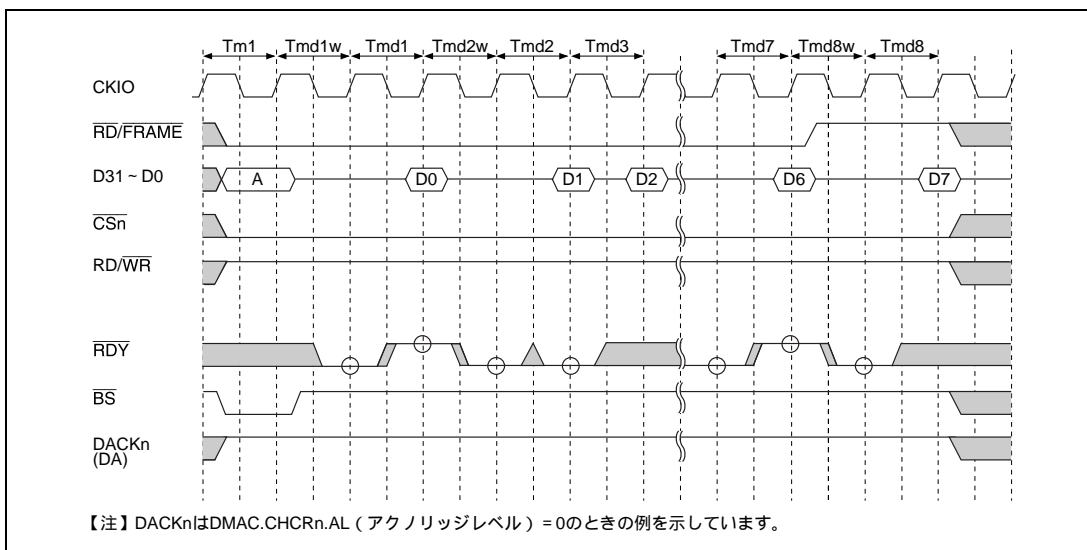 Tm1 Tmd1w Tmd1 Tmd2w Tmd2 Tmd3 Tmd7 Tmd8w Tmd8
CKIO
RD/FRAME
D31 ~ D0 A D0 D1 D2 D6 D7
CSn
RD/WR
RDY
BS
DACKn
(DA)
【注】DACKnはDMAC.CHCRn.AL（アクノリッジレベル）= 0のときの例を示しています。